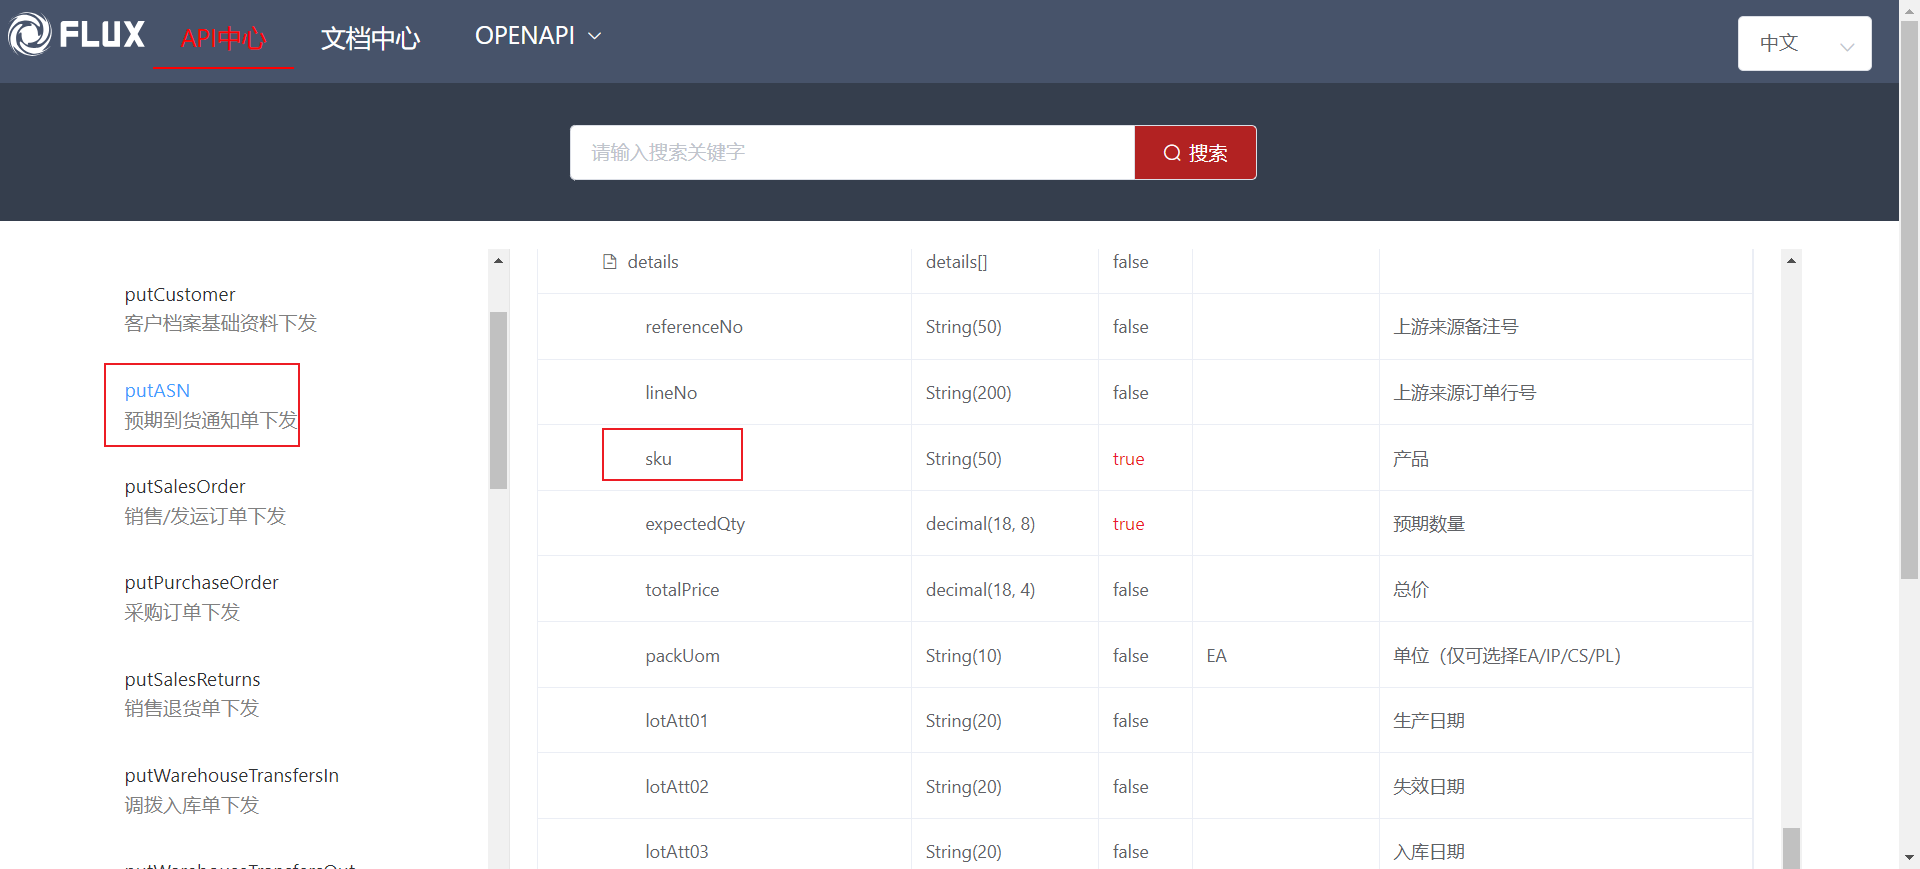 FLUX API中心 文档中心 OPENAPI 中文
请输入搜索关键字 搜索
putCustomer
客户档案基础资料下发
putASN
预期到货通知单下发
putSalesOrder
销售/发运订单下发
putPurchaseOrder
采购订单下发
putSalesReturns
销售退货单下发
putWarehouseTransfersIn
调拨入库单下发
putWarehouseTransfersOut
details details[] false
referenceNo String(50) false 上游来源备注号
lineNo String(200) false 上游来源订单行号
sku String(50) true 产品
expectedQty decimal(18, 8) true 预期数量
totalPrice decimal(18, 4) false 总价
packUom String(10) false EA 单位（仅可选择EA/IP/CS/PL）
lotAtt01 String(20) false 生产日期
lotAtt02 String(20) false 失效日期
lotAtt03 String(20) false 入库日期